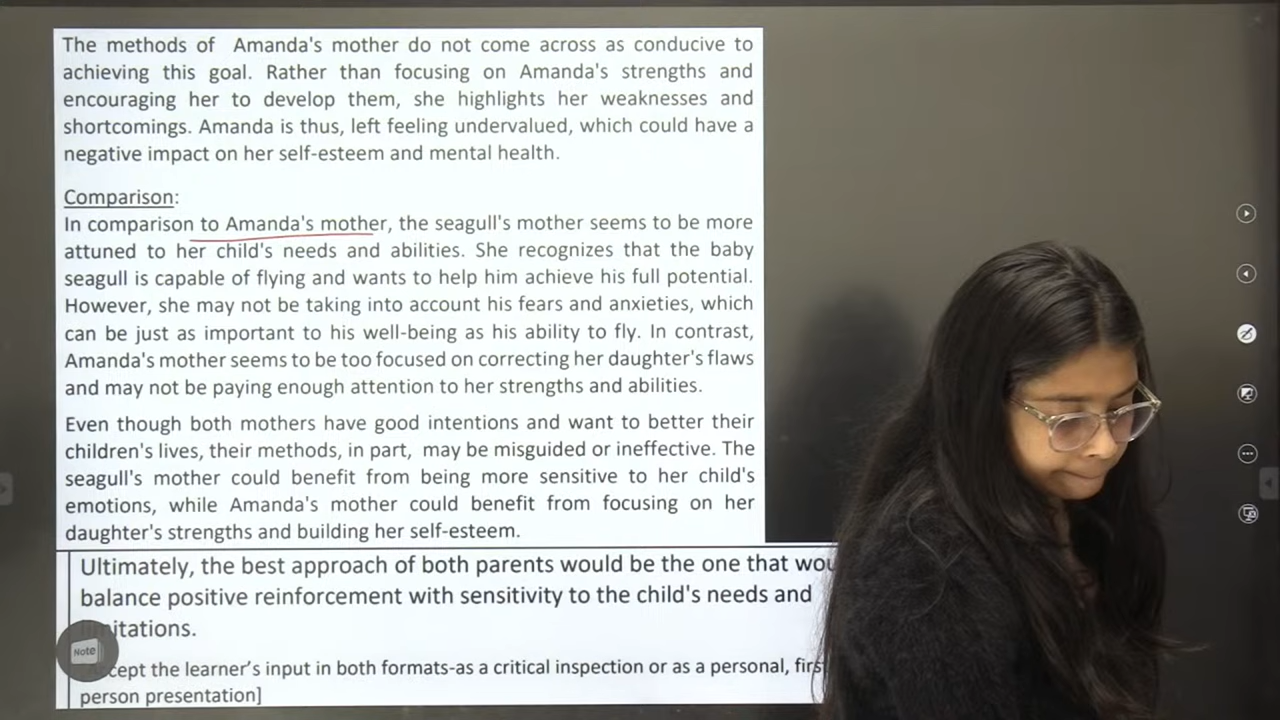 The methods of Amanda's mother do not come across as conducive to
achieving this goal. Rather than focusing on Amanda's strengths and
encouraging her to develop them, she highlights her weaknesses and
shortcomings. Amanda is thus, left feeling undervalued, which could have a
negative impact on her self-esteem and mental health.
Comparison:
In comparison to Amanda's mother, the seagull's mother seems to be more
attuned to her child's needs and abilities. She recognizes that the baby
seagull is capable of flying and wants to help him achieve his full potential.
However, she may not be taking into account his fears and anxieties, which
can be just as important to his well-being as his ability to fly. In contrast,
Amanda's mother seems to be too focused on correcting her daughter's flaws
and may not be paying enough attention to her strengths and abilities.
Even though both mothers have good intentions and want to better their
children's lives, their methods, in part, may be misguided or ineffective. The
seagull's mother could benefit from being more sensitive to her child's
emotions, while Amanda's mother could benefit from focusing on her
daughter's strengths and building her self-esteem.
Ultimately, the best approach of both parents would be the one that
balance positive reinforcement with sensitivity to the child's needs and
Note
the learner's input in both formats-as a critical inspection or as a personal,
person presentation]